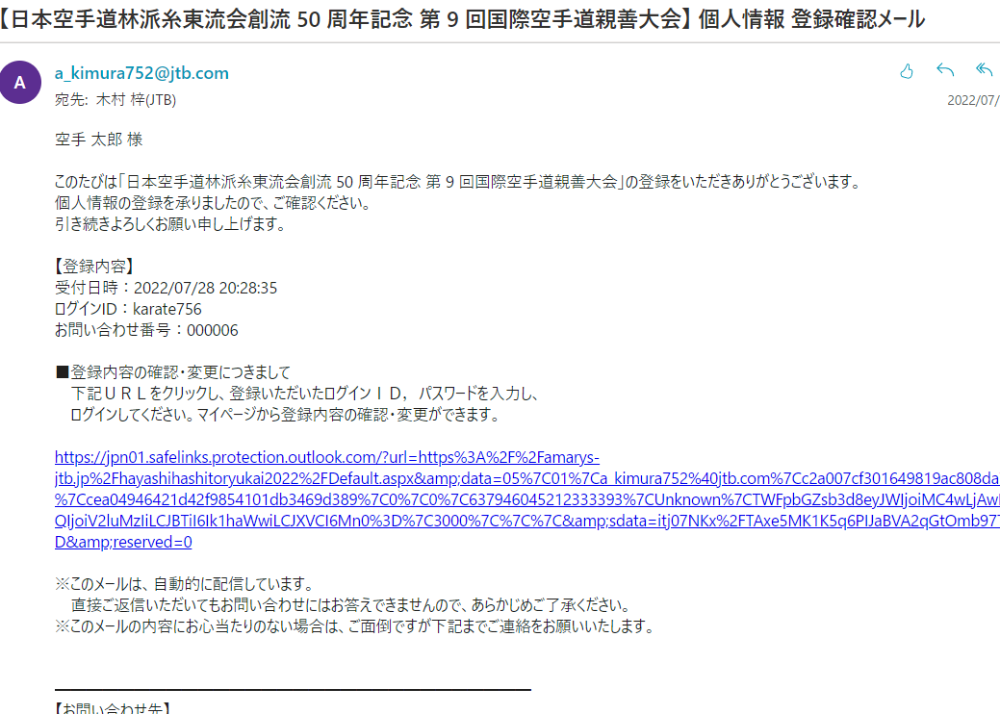 【日本空手道林派糸東流会創流 50 周年記念 第 9 回国際空手道親善大会】 個人情報 登録確認メール
A
a_kimura752@jtb.com
宛先: 木村 梓(JTB)
2022/07/
空手 太郎 様
このたびは「日本空手道林派糸東流会創流 50 周年記念 第 9 回国際空手道親善大会」の登録をいただきありがとうございます。
個人情報の登録を承りましたので、ご確認ください。
引き続きよろしくお願い申し上げます。
【登録内容】
受付日時：2022/07/28 20:28:35
ログインID：karate756
お問い合わせ番号：000006
■登録内容の確認・変更につきまして
下記ＵＲＬをクリックし、登録いただいたログインＩＤ, パスワードを入力し、
ログインしてください。マイページから登録内容の確認・変更ができます。
https://jpn01.safelinks.protection.outlook.com/?url=https%3A%2F%2Famarys-
jtb.jp%2Fhayashihashitoryukai2022%2FDefault.aspx&amp;data=05%7C01%7Ca_kimura752%40jtb.com%7Cc2a007cf301649819ac808da
%7Ccea04946421d42f9854101db3469d389%7C0%7C0%7C637946045212333393%7CUnknown%7CTWFpbGZsb3d8eyJWIjoiMC4wLjAwI
QIjoiV2luMzIiLCJBTiI6Ik1haWwiLCJXVCI6Mn0%3D%7C3000%7C%7C%7C&amp;sdata=itj07NKx%2FTAxe5MK1K5q6PIJaBVA2qGtOmb97T
D&amp;reserved=0
※このメールは、自動的に配信しています。
直接ご返信いただいてもお問い合わせにはお答えできませんので、あらかじめご了承ください。
※このメールの内容にお心当たりのない場合は、ご面倒ですが下記までご連絡をお願いいたします。
【お問い合わせ先】